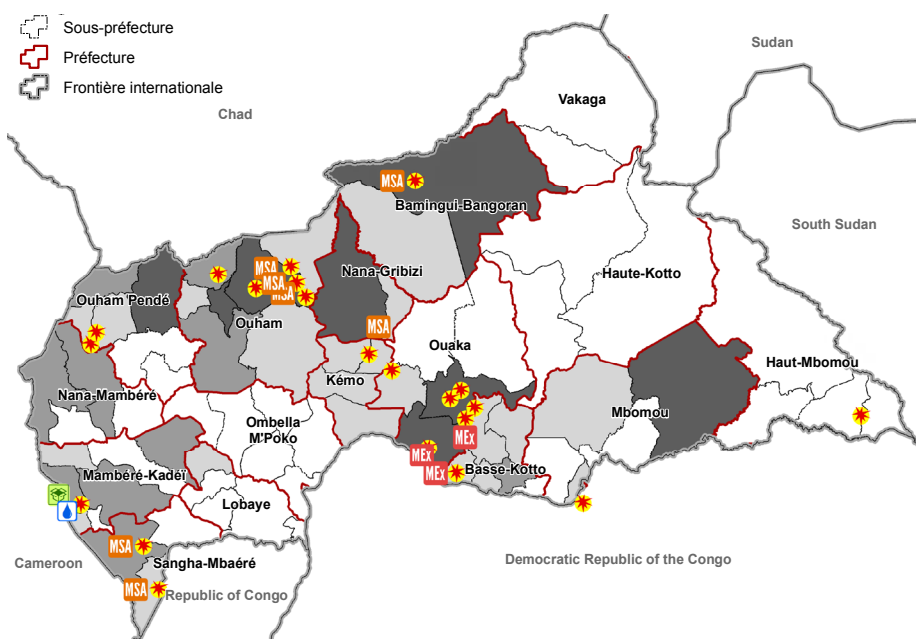 Sous-préfecture
Préfecture
Frontière internationale
Sudan
Chad
Vakaga
MSA
Bamingui-Bangoran
South Sudan
Haute-Kotto
MSA
MSA
MSA
Nana-Gribizi
Ouham Pendé
Ouham
MSA
Ouaka
Haut-Mbomou
Kémo
Nana-Mambéré
Mbomou
Ombella
M'Poko
MEx
MEx
MEx
Basse-Kotto
Mambéré-Kadéï
Lobaye
MSA
Cameroon
Sangha-Mbaéré
Democratic Republic of the Congo
MSA
Republic of Congo